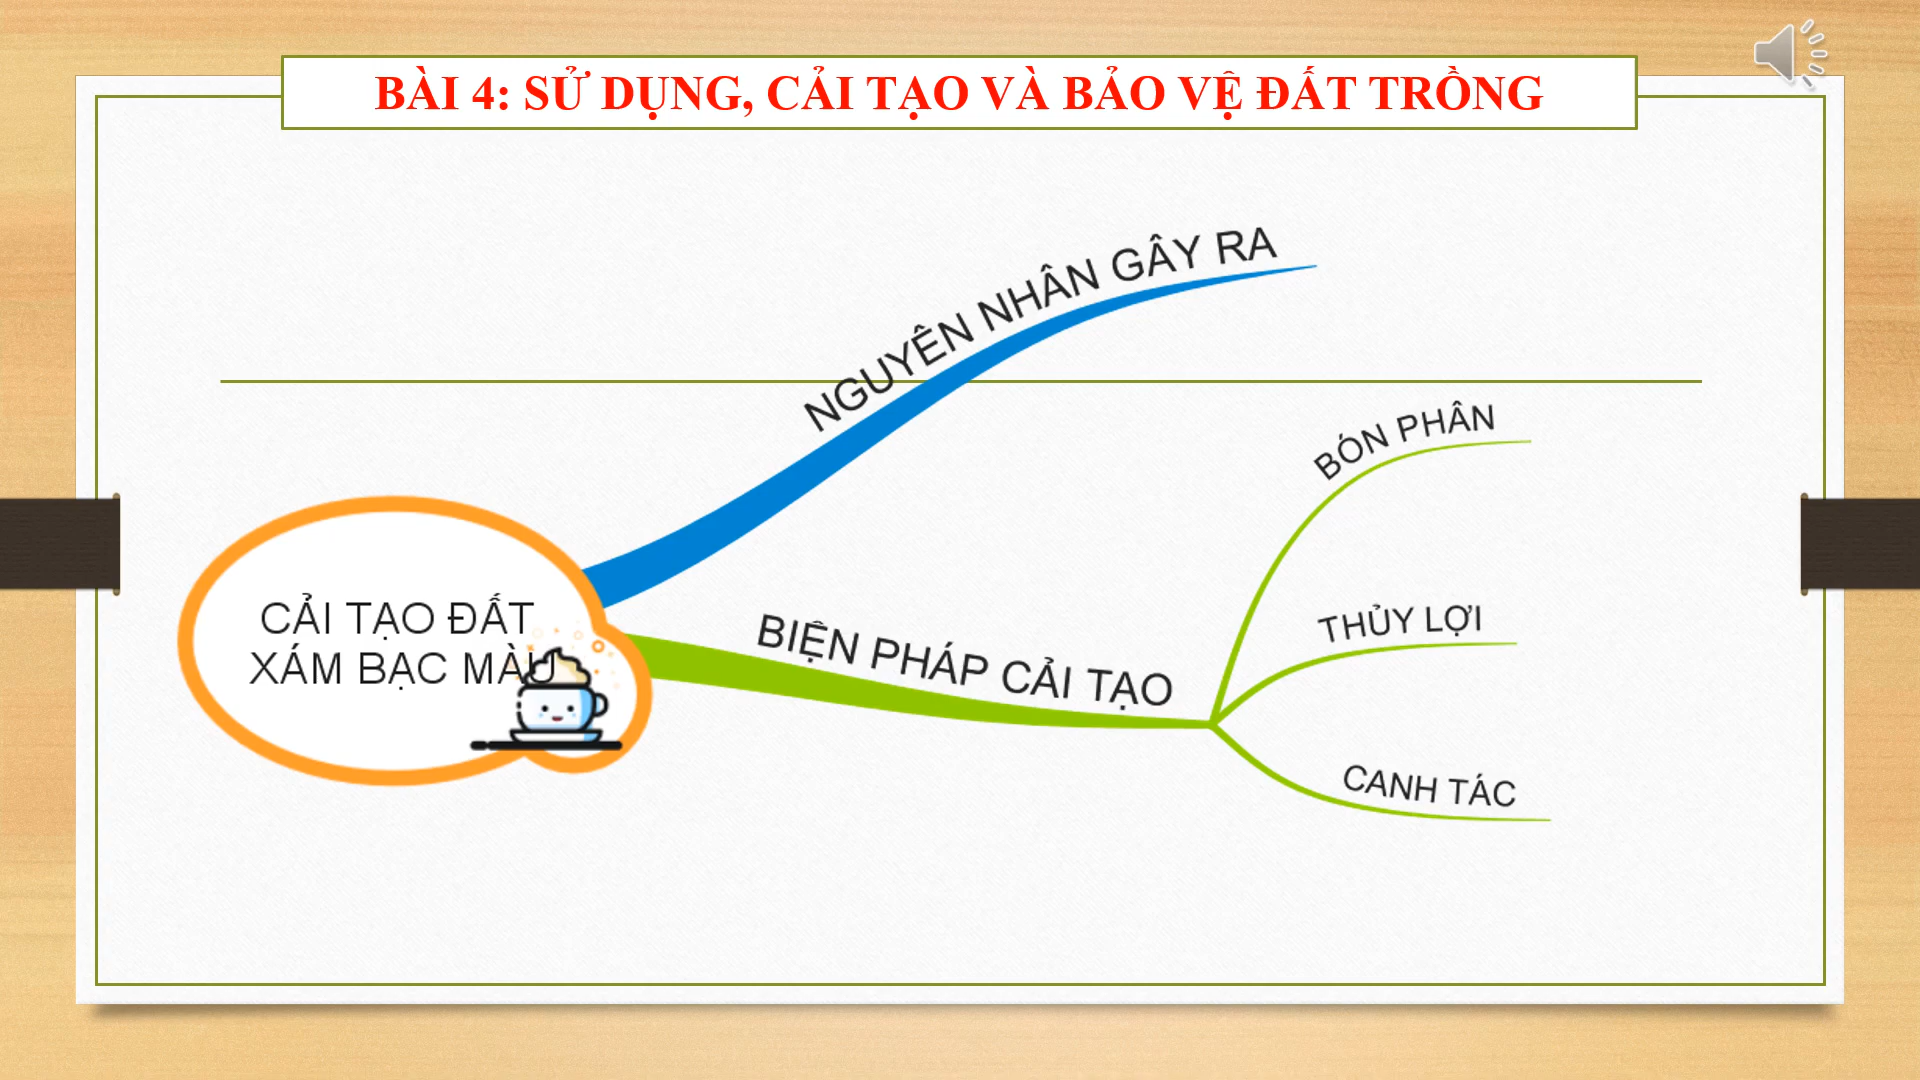 BÀI 4: SỬ DỤNG, CẢI TẠO VÀ BẢO VỆ ĐẤT TRỒNG
NGUYÊN NHÂN GÂY RA
BÓN PHÂN
CẢI TẠO ĐẤT
XÁM BẠC MÀU
BIỆN PHÁP CẢI TẠO
THỦY LỢI
CANH TÁC